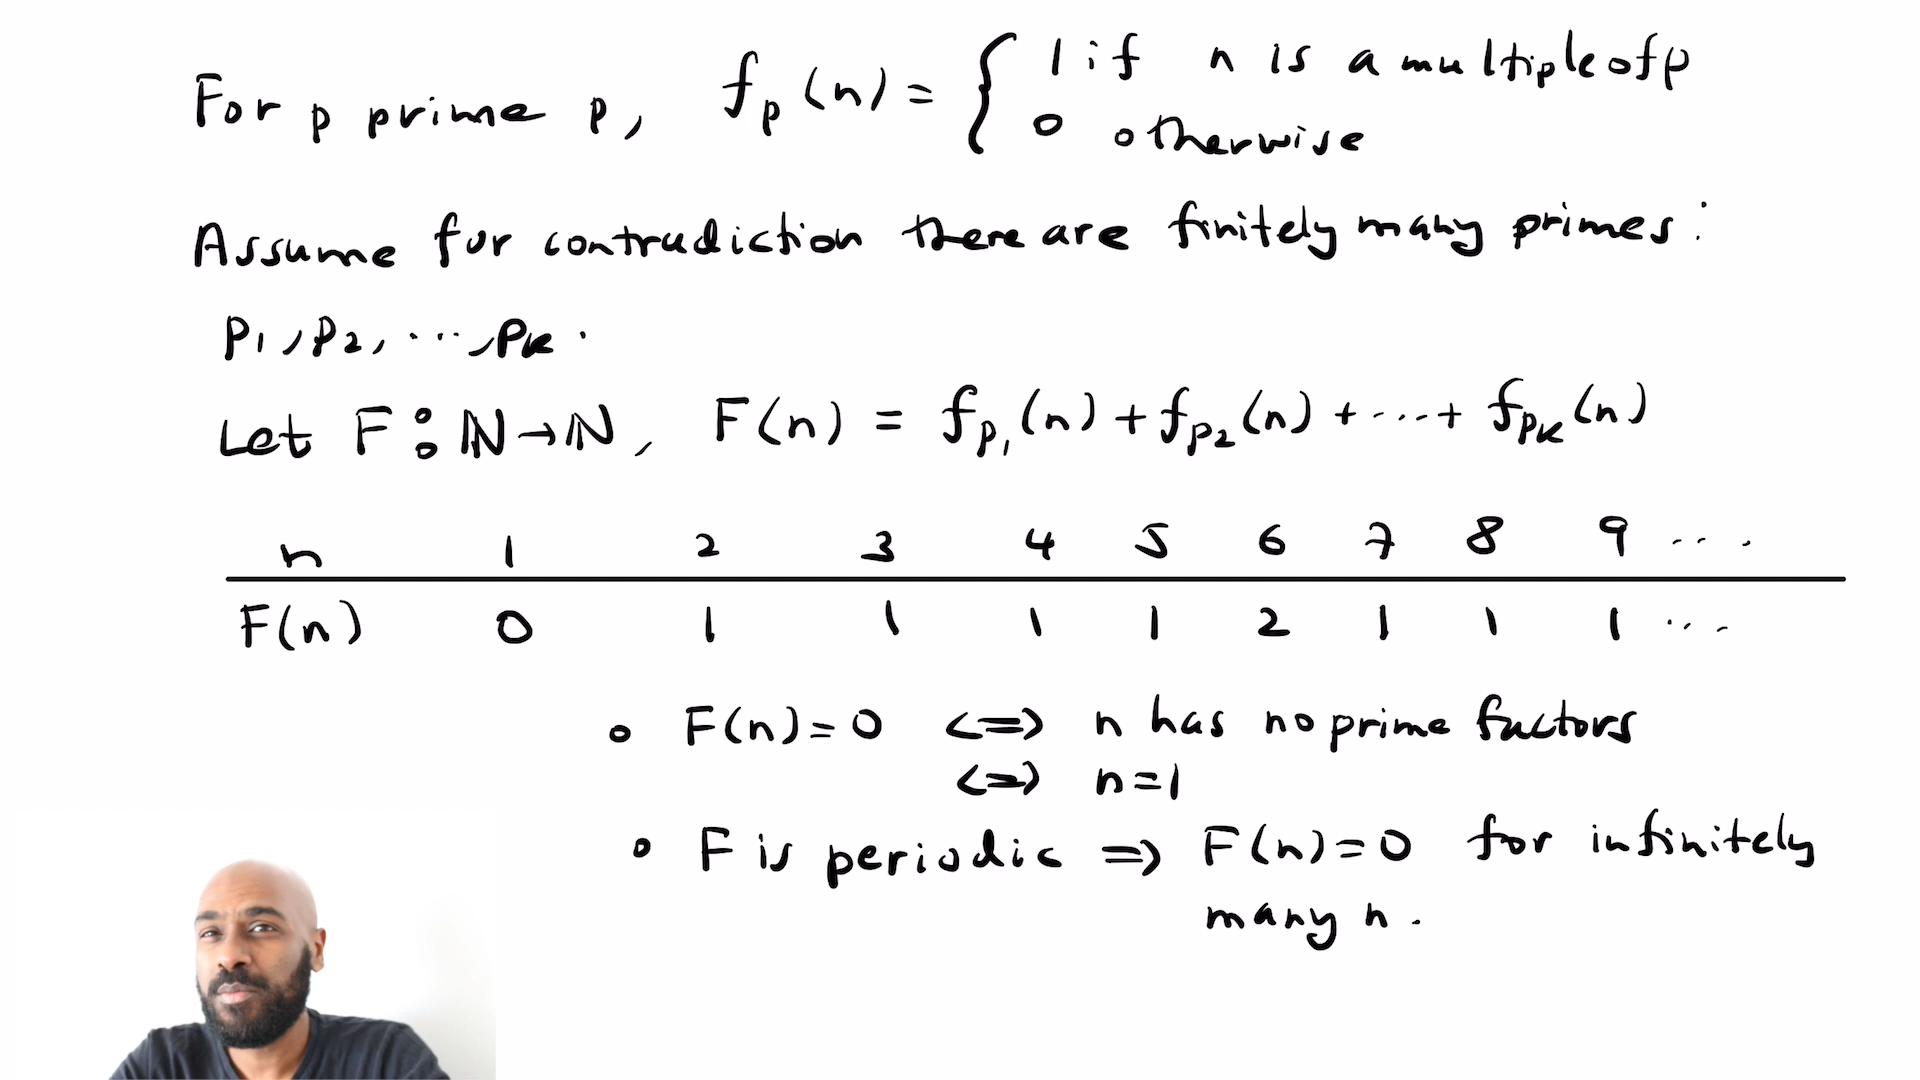 For p prime p, fₚ(n) = { 1 if n is a multiple of p
0 otherwise
Assume for contradiction there are finitely many primes:
p₁, p₂, ..., pₖ.
Let F: ℕ→ℕ, F(n) = f_p₁(n) + f_p₂(n) + ... + f_pₖ(n)
n 1 2 3 4 5 6 7 8 9 ...
F(n) 0 1 1 1 1 2 1 1 1 ...
∘ F(n)=0 <=> n has no prime factors
<=> n=1
∘ F is periodic => F(n)=0 for infinitely
many n.